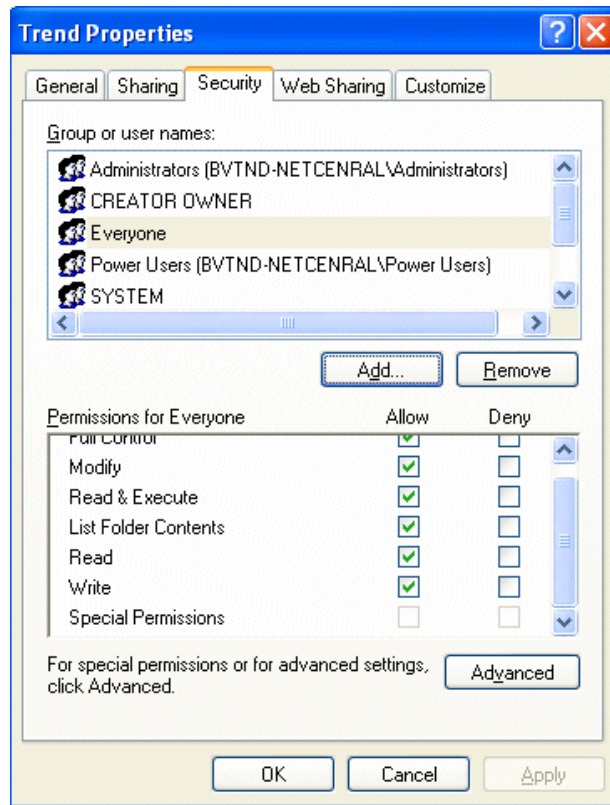 Trend Properties
General Sharing Security Web Sharing Customize
Group or user names:
Administrators (BVTND-NETCENRAL\Administrators)
CREATOR OWNER
Everyone
Power Users (BVTND-NETCENRAL\Power Users)
SYSTEM
Add... Remove
Permissions for Everyone Allow Deny
Full Control
Modify
Read & Execute
List Folder Contents
Read
Write
Special Permissions
For special permissions or for advanced settings,
click Advanced.
Advanced
OK Cancel Apply